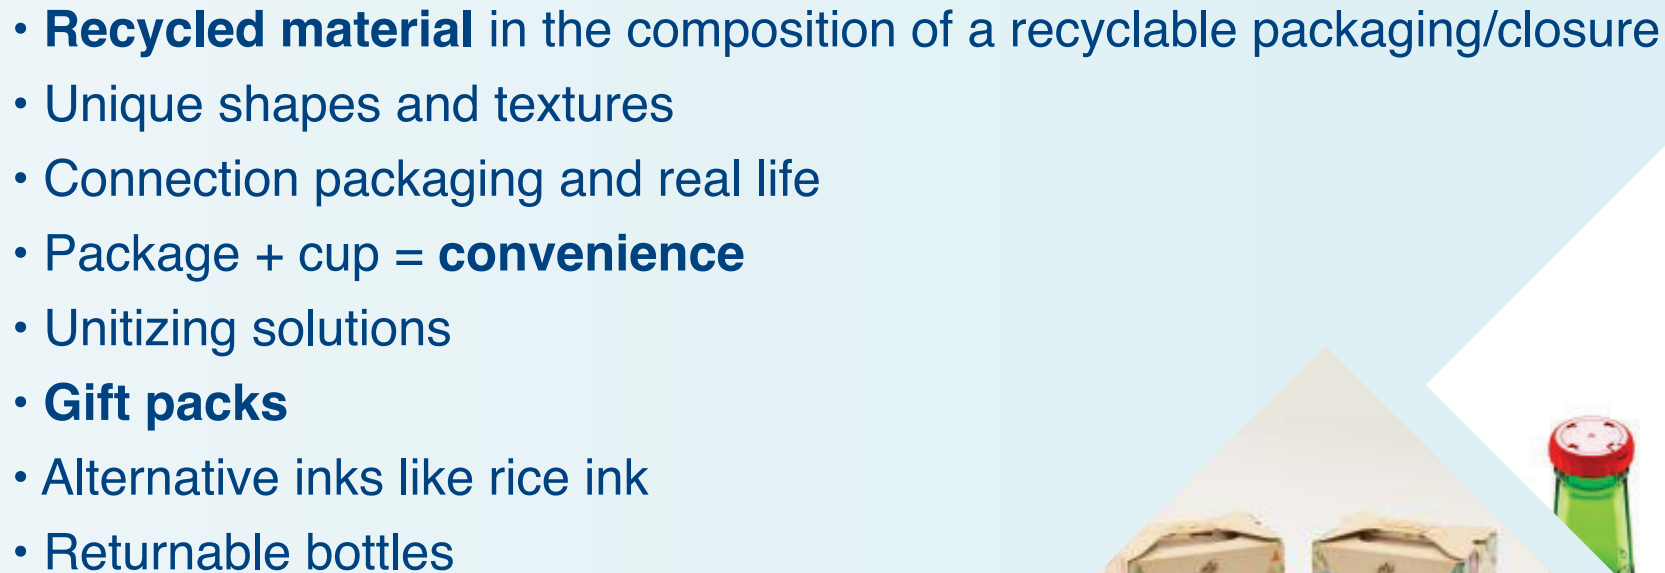 • Recycled material in the composition of a recyclable packaging/closure
• Unique shapes and textures
• Connection packaging and real life
• Package + cup = convenience
• Unitizing solutions
• Gift packs
• Alternative inks like rice ink
• Returnable bottles